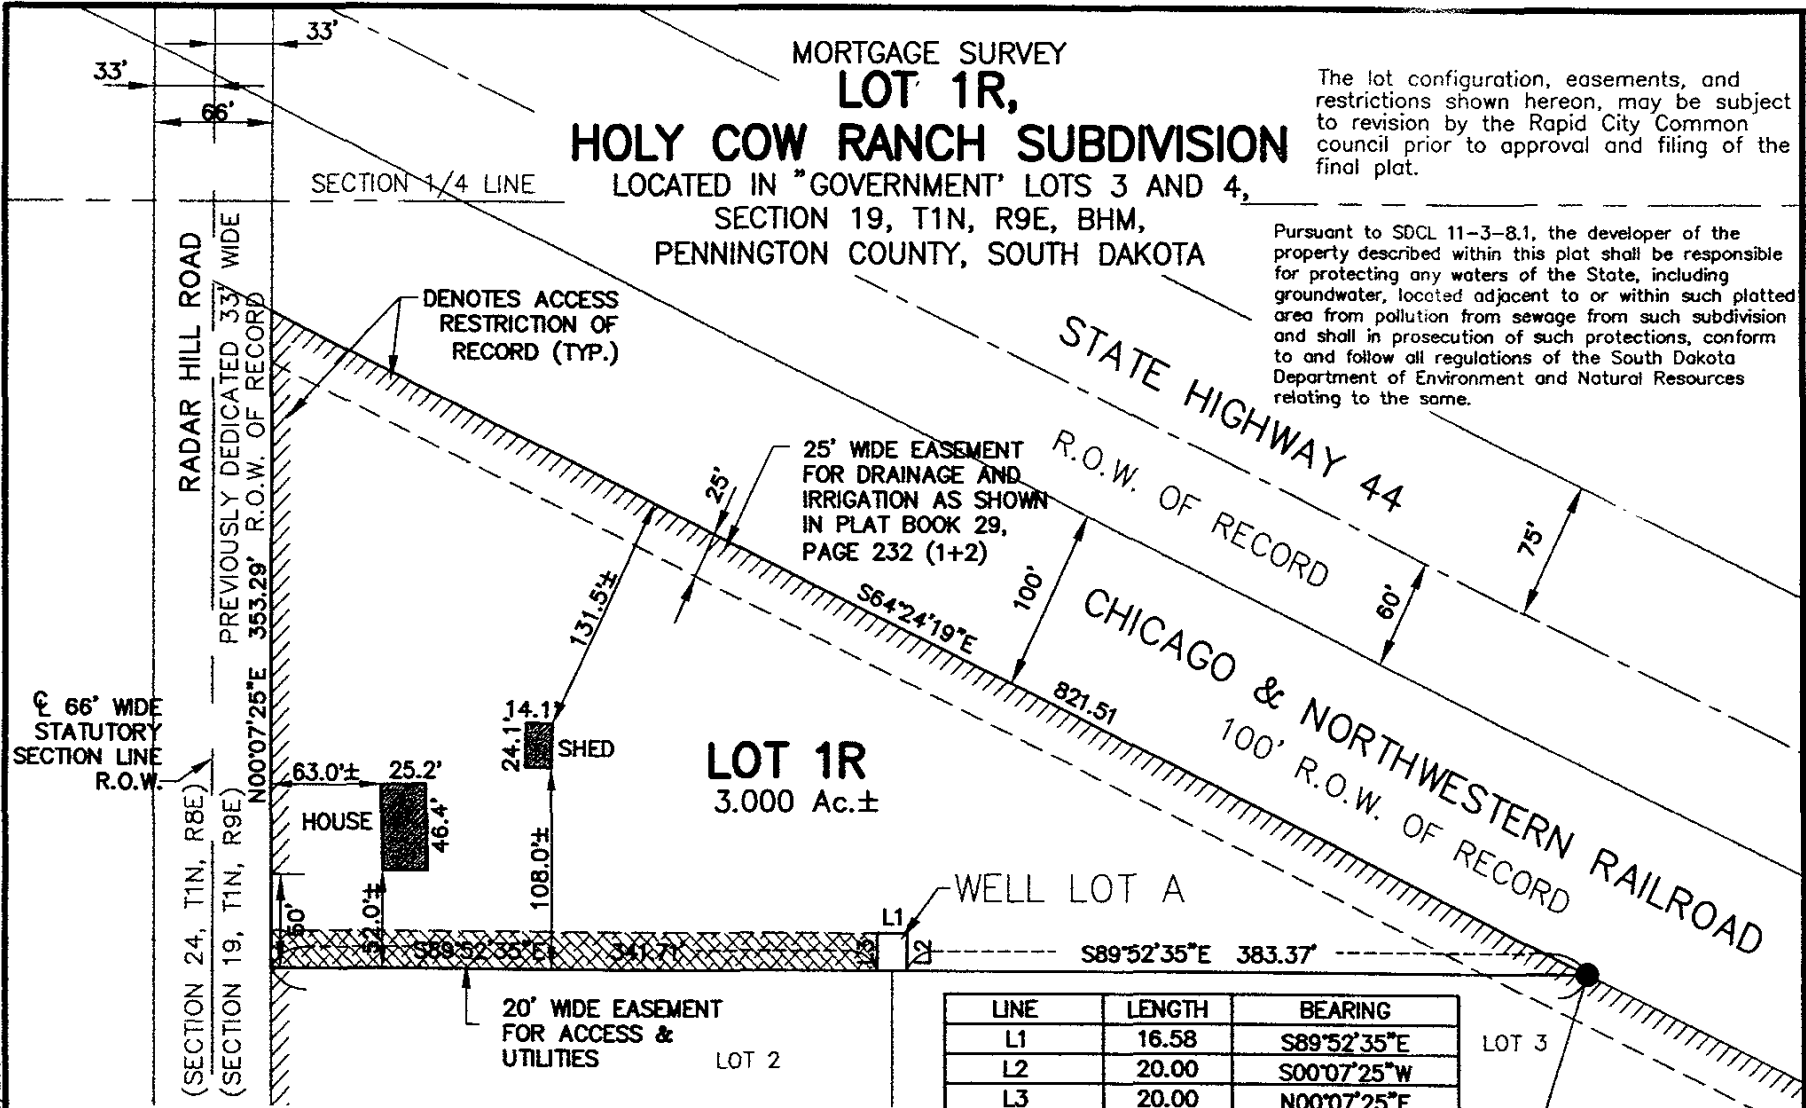 33'
33'
66'
MORTGAGE SURVEY
LOT 1R,
HOLY COW RANCH SUBDIVISION
LOCATED IN "GOVERNMENT' LOTS 3 AND 4,
SECTION 19, T1N, R9E, BHM,
PENNINGTON COUNTY, SOUTH DAKOTA
The lot configuration, easements, and
restrictions shown hereon, may be subject
to revision by the Rapid City Common
council prior to approval and filing of the
final plat.
SECTION 1/4 LINE
Pursuant to SDCL 11-3-8.1, the developer of the
property described within this plat shall be responsible
for protecting any waters of the State, including
groundwater, located adjacent to or within such platted
area from pollution from sewage from such subdivision
and shall in prosecution of such protections, conform
to and follow all regulations of the South Dakota
Department of Environment and Natural Resources
relating to the same.
RADAR HILL ROAD
PREVIOUSLY DEDICATED 33' WIDE
R.O.W. OF RECORD
N00°07'25"E 353.29'
DENOTES ACCESS
RESTRICTION OF
RECORD (TYP.)
25' WIDE EASEMENT
FOR DRAINAGE AND
IRRIGATION AS SHOWN
IN PLAT BOOK 29,
PAGE 232 (1+2)
25'
131.5'±
STATE HIGHWAY 44
R.O.W. OF RECORD
75'
60'
100'
S64°24'19"E
821.51
CHICAGO & NORTHWESTERN RAILROAD
100' R.O.W. OF RECORD
℄ 66' WIDE
STATUTORY
SECTION LINE
R.O.W.
(SECTION 24, T1N, R8E)
(SECTION 19, T1N, R9E)
14.1'
24.1'
SHED
63.0'±
25.2'
HOUSE
46.4'
LOT 1R
3.000 Ac.±
108.0'±
52.0'±
50'
WELL LOT A
L1
L3
L2
S89°52'35"E
341.71'
S89°52'35"E 383.37'
20' WIDE EASEMENT
FOR ACCESS &
UTILITIES
LOT 2
LOT 3
LINE LENGTH BEARING
L1 16.58 S89°52'35"E
L2 20.00 S00°07'25"W
L3 20.00 N00°07'25"E